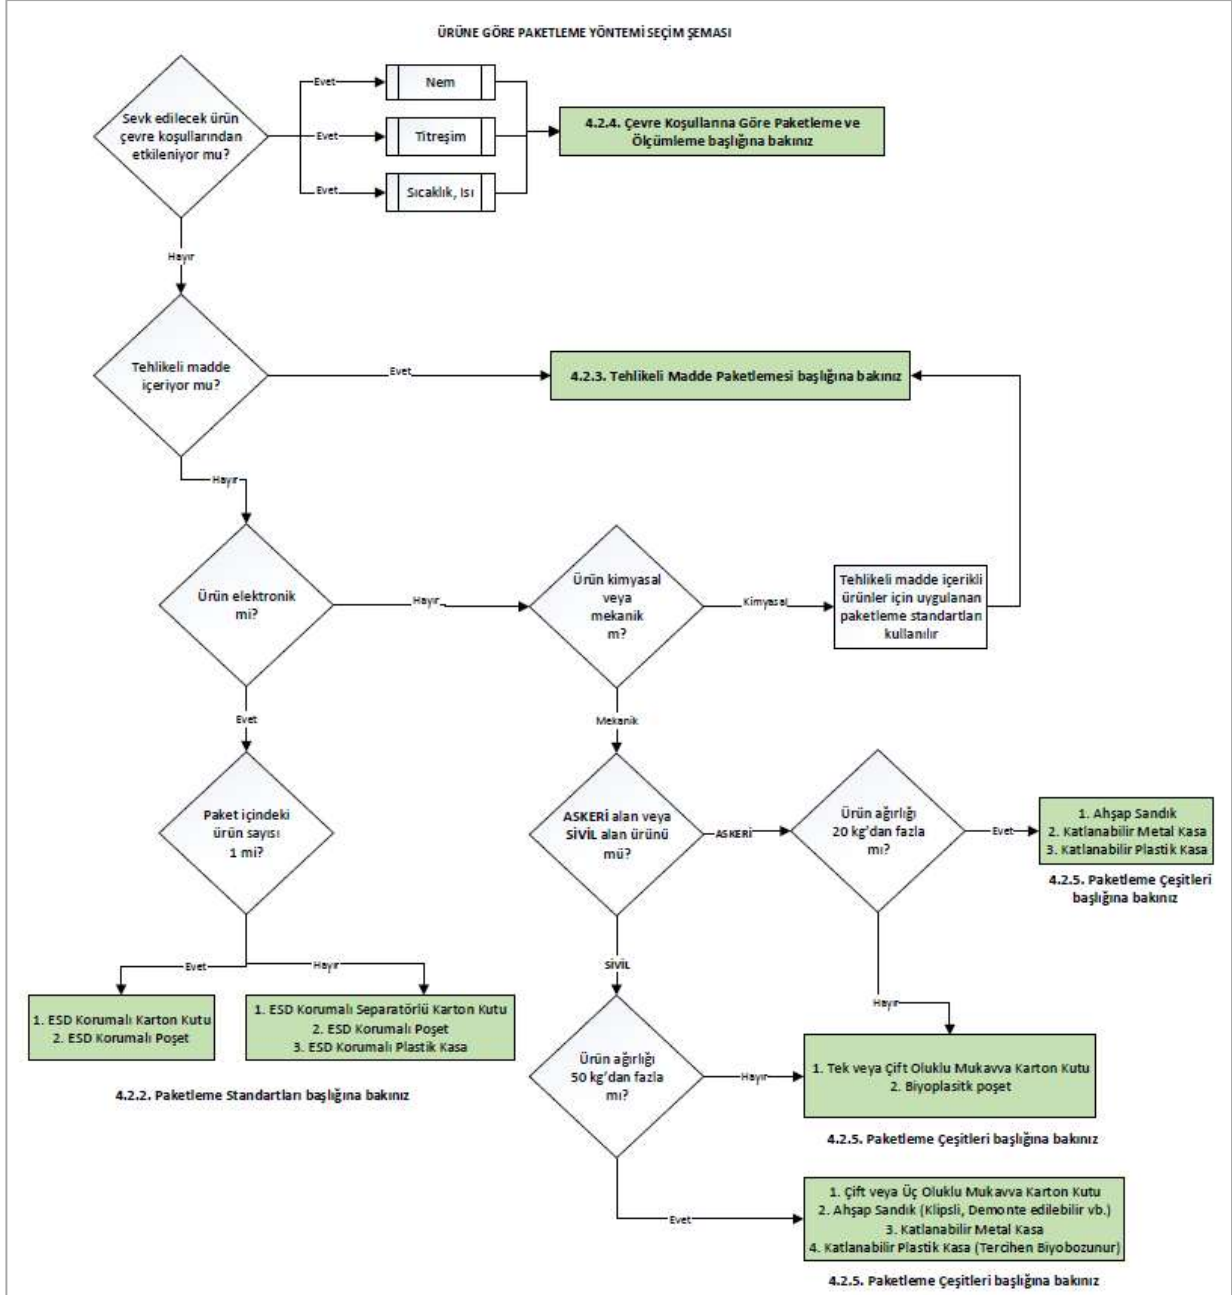 ÜRÜNE GÖRE PAKETLEME YÖNTEMİ SEÇİM ŞEMASI
Sevk edilecek ürün
çevre koşullarından
etkileniyor mu?
Evet
Nem
Evet
Titreşim
Evet
Sıcaklık, Isı
4.2.4. Çevre Koşullarına Göre Paketleme ve
Ölçümleme başlığına bakınız
Hayır
Tehlikeli madde
içeriyor mu?
Evet
4.2.3. Tehlikeli Madde Paketlemesi başlığına bakınız
Hayır
Ürün elektronik
mi?
Hayır
Ürün kimyasal
veya
mekanik
m?
Kimyasal
Tehlikeli madde içerikli
ürünler için uygulanan
paketleme standartları
kullanılır
Evet
Mekanik
Paket içindeki
ürün sayısı
1 mi?
ASKERİ alan veya
SİVİL alan ürünü
mü?
ASKERİ
Ürün ağırlığı
20 kg'dan fazla
mı?
Evet
1. Ahşap Sandık
2. Katlanabilir Metal Kasa
3. Katlanabilir Plastik Kasa
4.2.5. Paketleme Çeşitleri
başlığına bakınız
Evet
Hayır
SİVİL
Hayır
1. ESD Korumalı Karton Kutu
2. ESD Korumalı Poşet
1. ESD Korumalı Separatörlü Karton Kutu
2. ESD Korumalı Poşet
3. ESD Korumalı Plastik Kasa
4.2.2. Paketleme Standartları başlığına bakınız
Ürün ağırlığı
50 kg'dan fazla
mı?
Hayır
1. Tek veya Çift Oluklu Mukavva Karton Kutu
2. Biyoplasitk poşet
4.2.5. Paketleme Çeşitleri başlığına bakınız
Evet
1. Çift veya Üç Oluklu Mukavva Karton Kutu
2. Ahşap Sandık (Klipsli, Demonte edilebilir vb.)
3. Katlanabilir Metal Kasa
4. Katlanabilir Plastik Kasa (Tercihen Biyobozunur)
4.2.5. Paketleme Çeşitleri başlığına bakınız